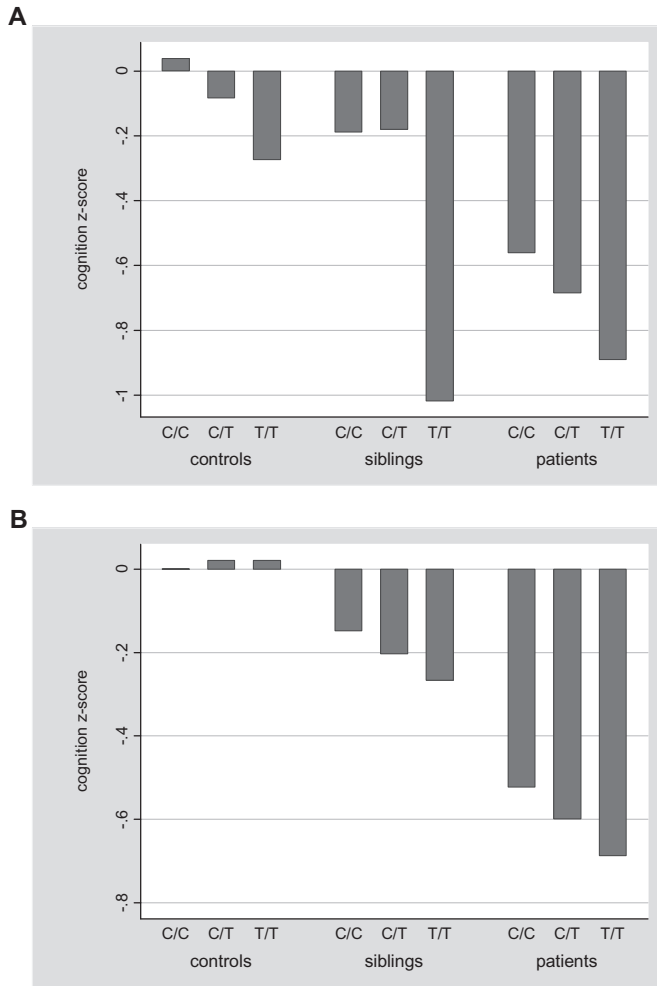 A
cognition z-score
0
-.2
-.4
-.6
-.8
-1
C/C C/T T/T C/C C/T T/T C/C C/T T/T
controls siblings patients
B
cognition z-score
0
-.2
-.4
-.6
-.8
C/C C/T T/T C/C C/T T/T C/C C/T T/T
controls siblings patients